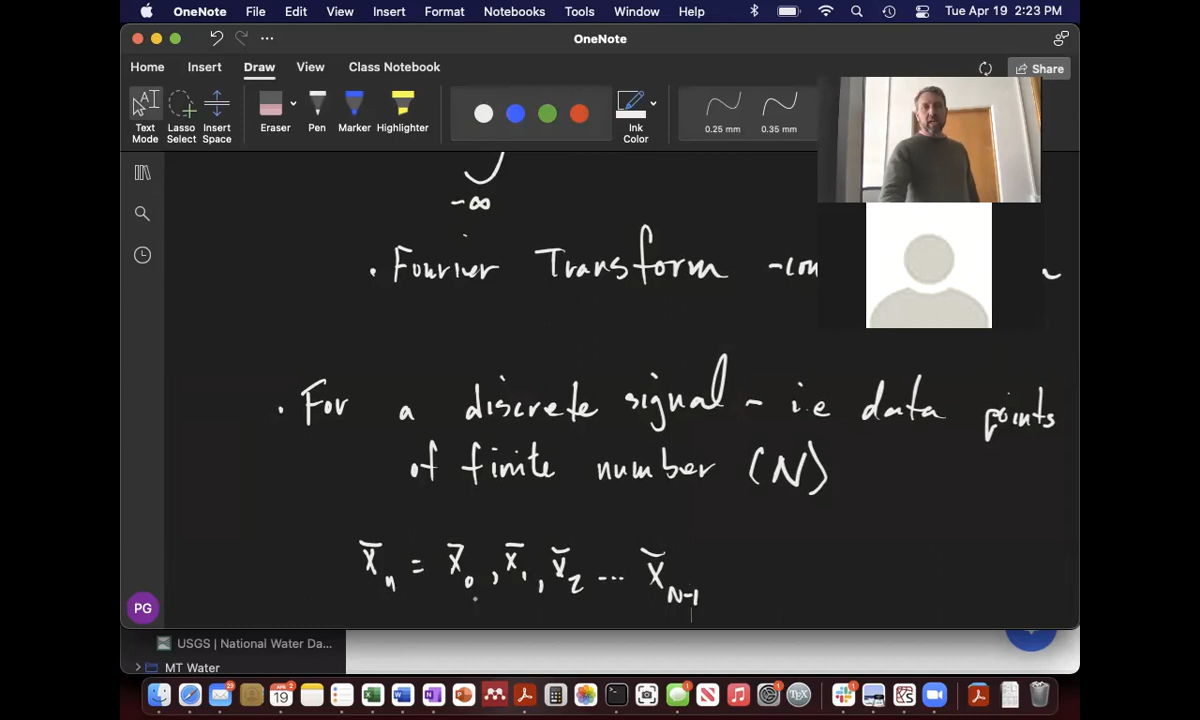 OneNote File Edit View Insert Format Notebooks Tools Window Help Tue Apr 19 2:23 PM
OneNote
Home Insert Draw View Class Notebook Share
Text Mode Lasso Select Insert Space Eraser Pen Marker Highlighter Ink Color 0.25 mm 0.35 mm
-∞
. Fourier Transform
. For a discrete signal - i.e data points
of finite number (N)
X̅n = X̅0, X̅1, X̅2 ... X̅N-1
PG
USGS | National Water Da...
MT Water